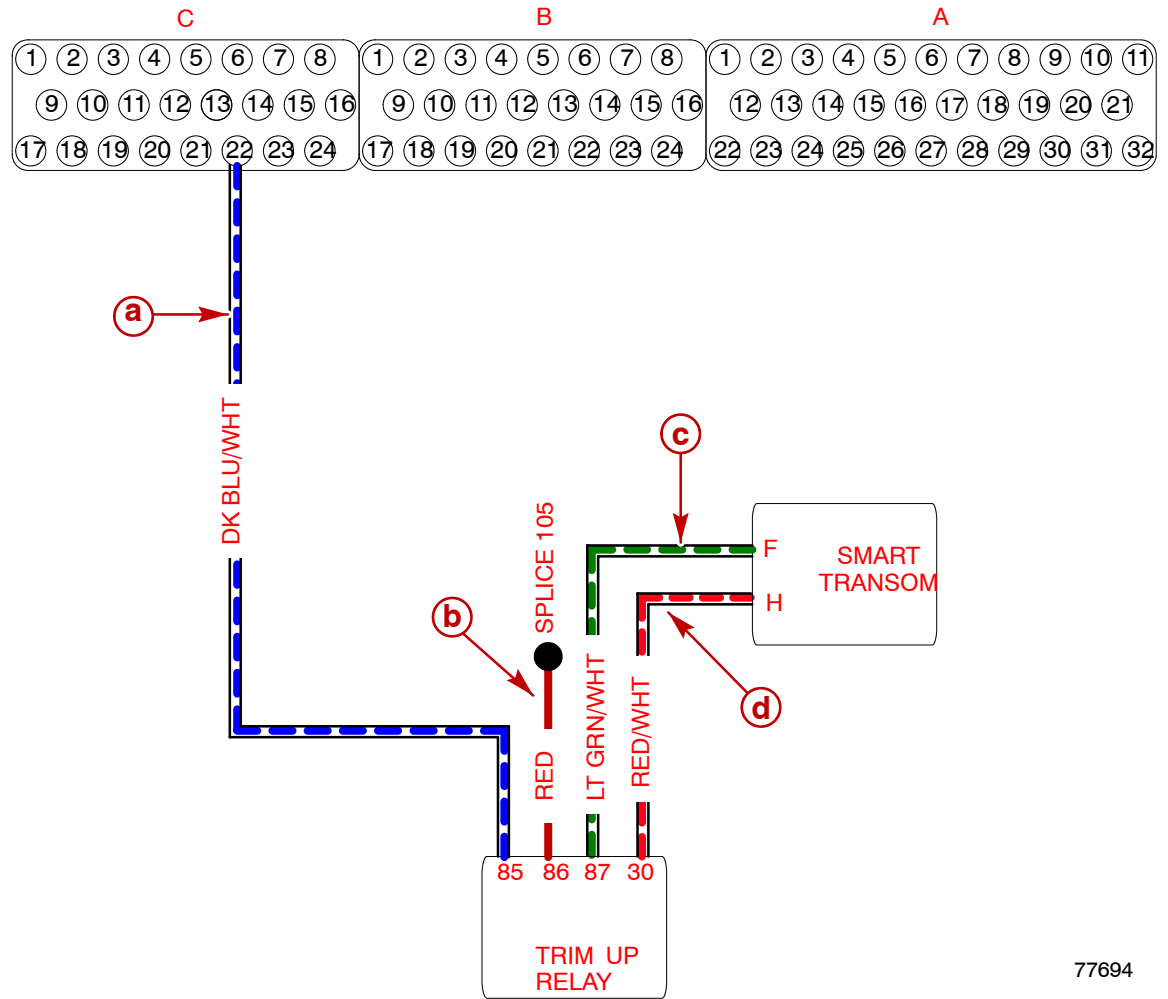 C B A
1 2 3 4 5 6 7 8 1 2 3 4 5 6 7 8 1 2 3 4 5 6 7 8 9 10 11
9 10 11 12 13 14 15 16 9 10 11 12 13 14 15 16 12 13 14 15 16 17 18 19 20 21
17 18 19 20 21 22 23 24 17 18 19 20 21 22 23 24 22 23 24 25 26 27 28 29 30 31 32
a
DK BLU/WHT
c
SPLICE 105
b
F
H
SMART
TRANSOM
d
RED
LT GRN/WHT
RED/WHT
85 86 87 30
TRIM UP
RELAY
77694